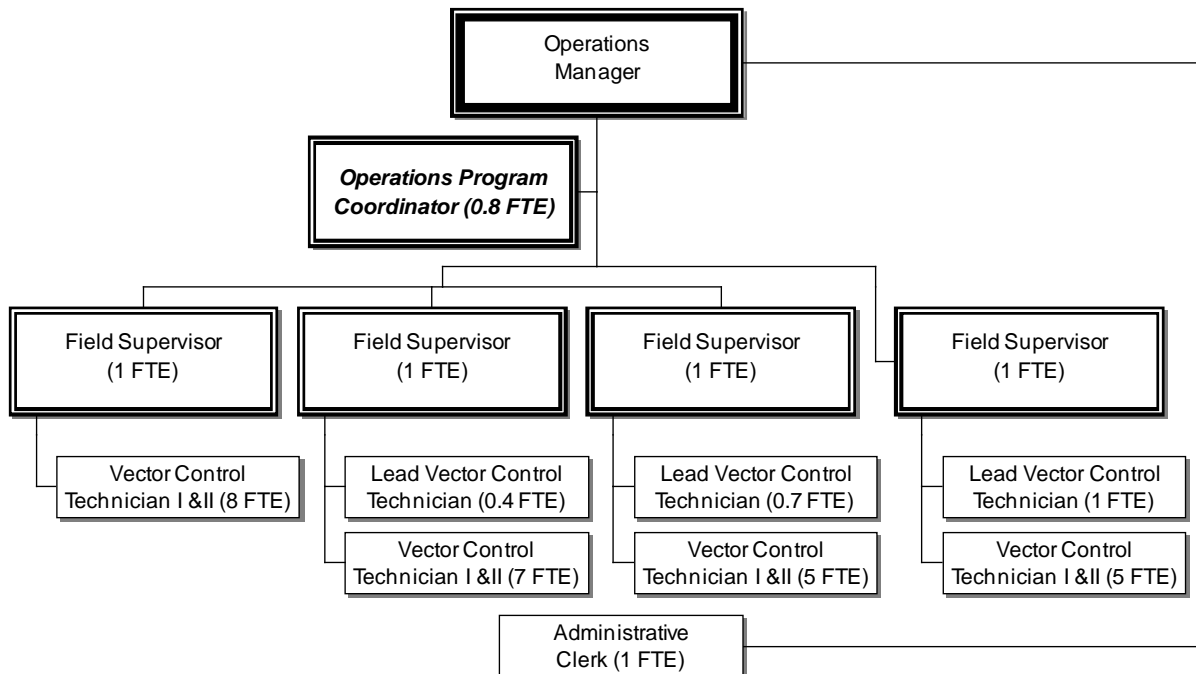 Operations
Manager
Operations Program
Coordinator (0.8 FTE)
Field Supervisor
(1 FTE)
Field Supervisor
(1 FTE)
Field Supervisor
(1 FTE)
Field Supervisor
(1 FTE)
Vector Control
Technician I &II (8 FTE)
Lead Vector Control
Technician (0.4 FTE)
Vector Control
Technician I &II (7 FTE)
Lead Vector Control
Technician (0.7 FTE)
Vector Control
Technician I &II (5 FTE)
Lead Vector Control
Technician (1 FTE)
Vector Control
Technician I &II (5 FTE)
Administrative
Clerk (1 FTE)